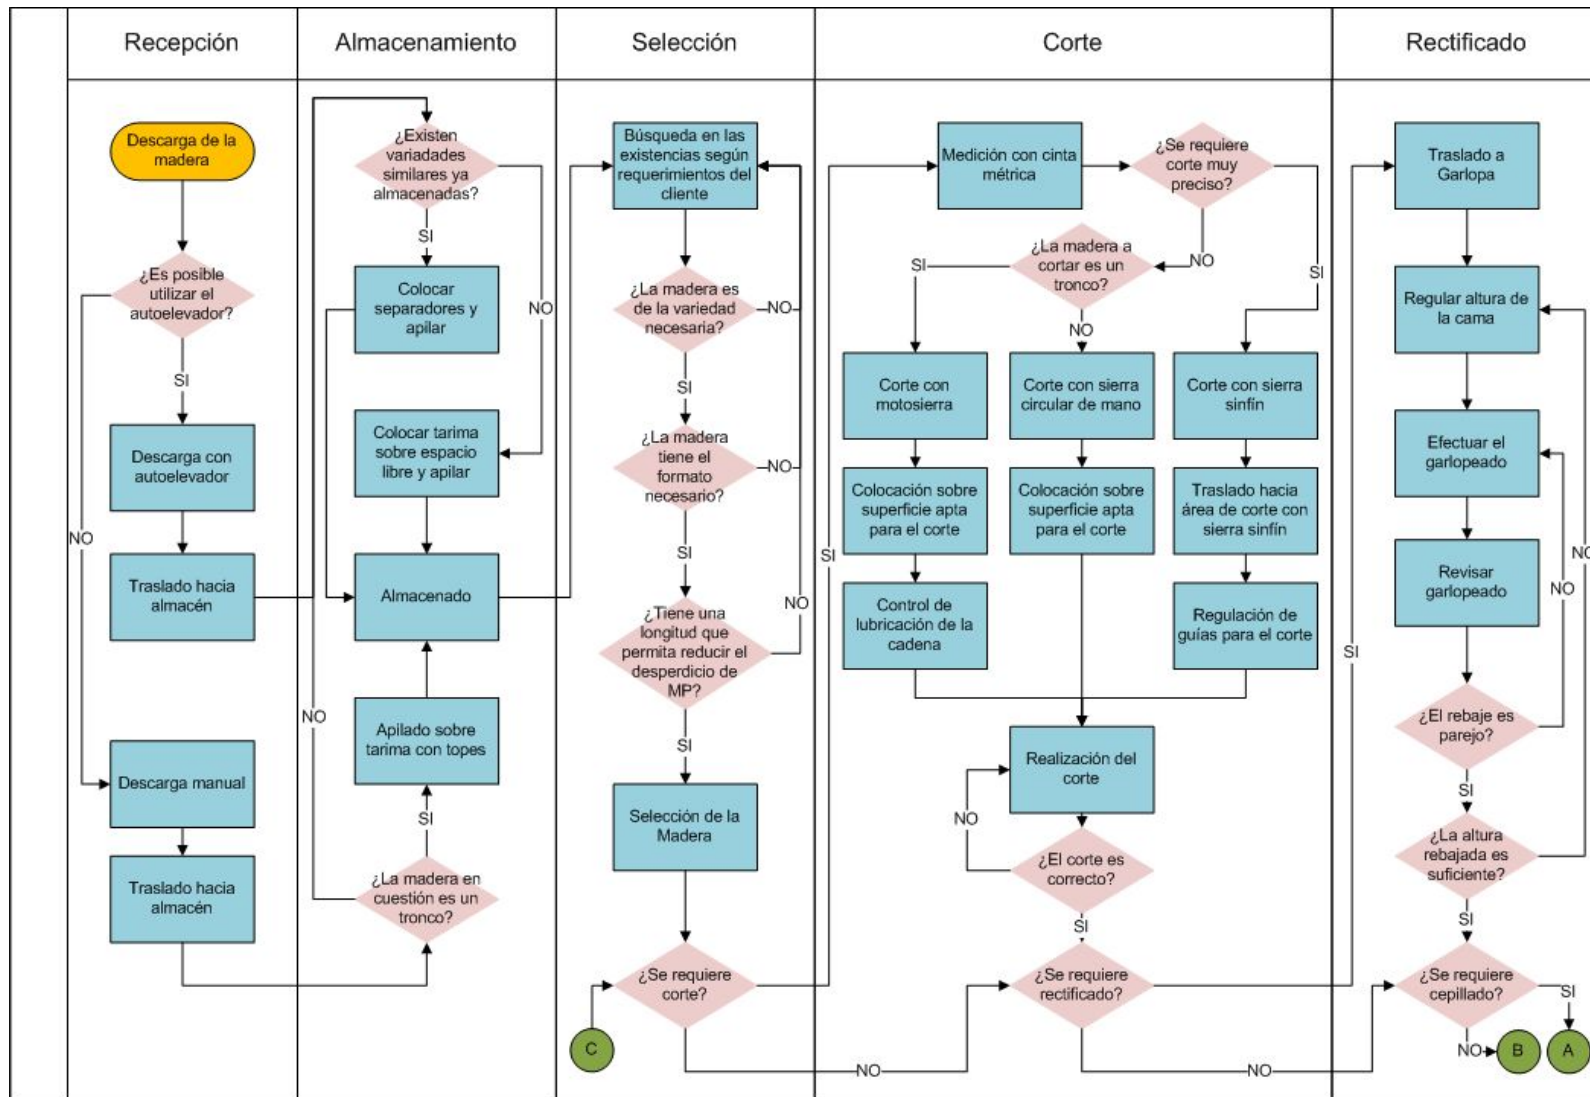 Recepción
Almacenamiento
Selección
Corte
Rectificado
Descarga de la
madera
¿Es posible
utilizar el
autoelevador?
SI
NO
Descarga con
autoelevador
Traslado hacia
almacén
Descarga manual
Traslado hacia
almacén
¿Existen
variadades
similares ya
almacenadas?
SI
NO
Colocar
separadores y
apilar
Colocar tarima
sobre espacio
libre y apilar
Almacenado
Apilado sobre
tarima con topes
SI
NO
¿La madera en
cuestión es un
tronco?
Búsqueda en las
existencias según
requerimientos del
cliente
¿La madera es
de la variedad
necesaria?
NO
SI
¿La madera
tiene el
formato
necesario?
NO
SI
¿Tiene una
longitud que
permita reducir el
desperdicio de
MP?
NO
SI
Selección de la
Madera
¿Se requiere
corte?
C
SI
NO
Medición con cinta
métrica
¿Se requiere
corte muy
preciso?
NO
SI
¿La madera a
cortar es un
tronco?
SI
NO
Corte con
motosierra
Corte con sierra
circular de mano
Corte con sierra
sinfín
Colocación sobre
superficie apta
para el corte
Colocación sobre
superficie apta
para el corte
Traslado hacia
área de corte con
sierra sinfín
Control de
lubricación de la
cadena
Regulación de
guías para el corte
Realización del
corte
NO
¿El corte es
correcto?
SI
¿Se requiere
rectificado?
SI
NO
Traslado a
Garlopa
Regular altura de
la cama
Efectuar el
garlopeado
Revisar
garlopeado
¿El rebaje es
parejo?
NO
SI
¿La altura
rebajada es
suficiente?
NO
SI
¿Se requiere
cepillado?
SI
NO
B
A